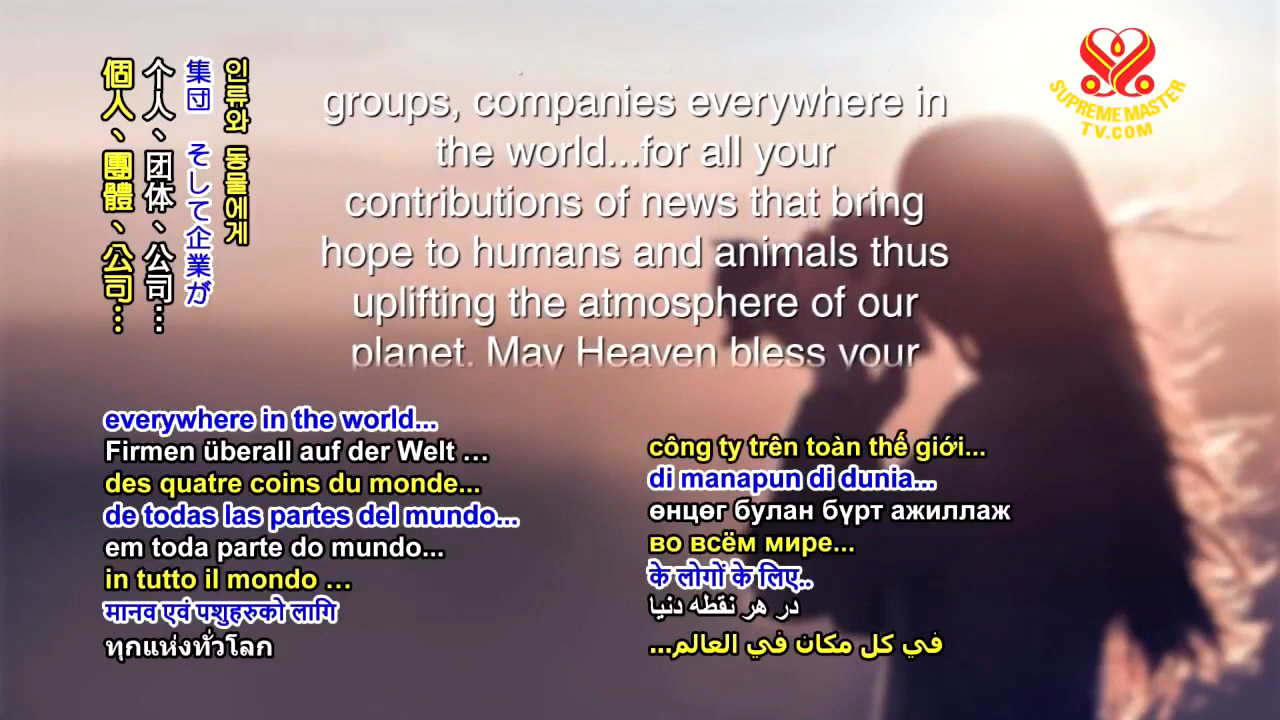 인류와 동물에게
集団 そして企業が
个人、团体、公司…
個人、團體、公司…
groups, companies everywhere in
the world...for all your
contributions of news that bring
hope to humans and animals thus
uplifting the atmosphere of our
planet. May Heaven bless your
SUPREME MASTER
TV.COM
everywhere in the world...
Firmen überall auf der Welt …
des quatre coins du monde...
de todas las partes del mundo...
em toda parte do mundo...
in tutto il mondo …
मानव एवं पशुहरुको लागि
ทุกแห่งทั่วโลก
công ty trên toàn thế giới...
di manapun di dunia...
өнцөг булан бүрт ажиллаж
во всём мире...
के लोगों के लिए..
در هر نقطه دنیا
في كل مكان في العالم...